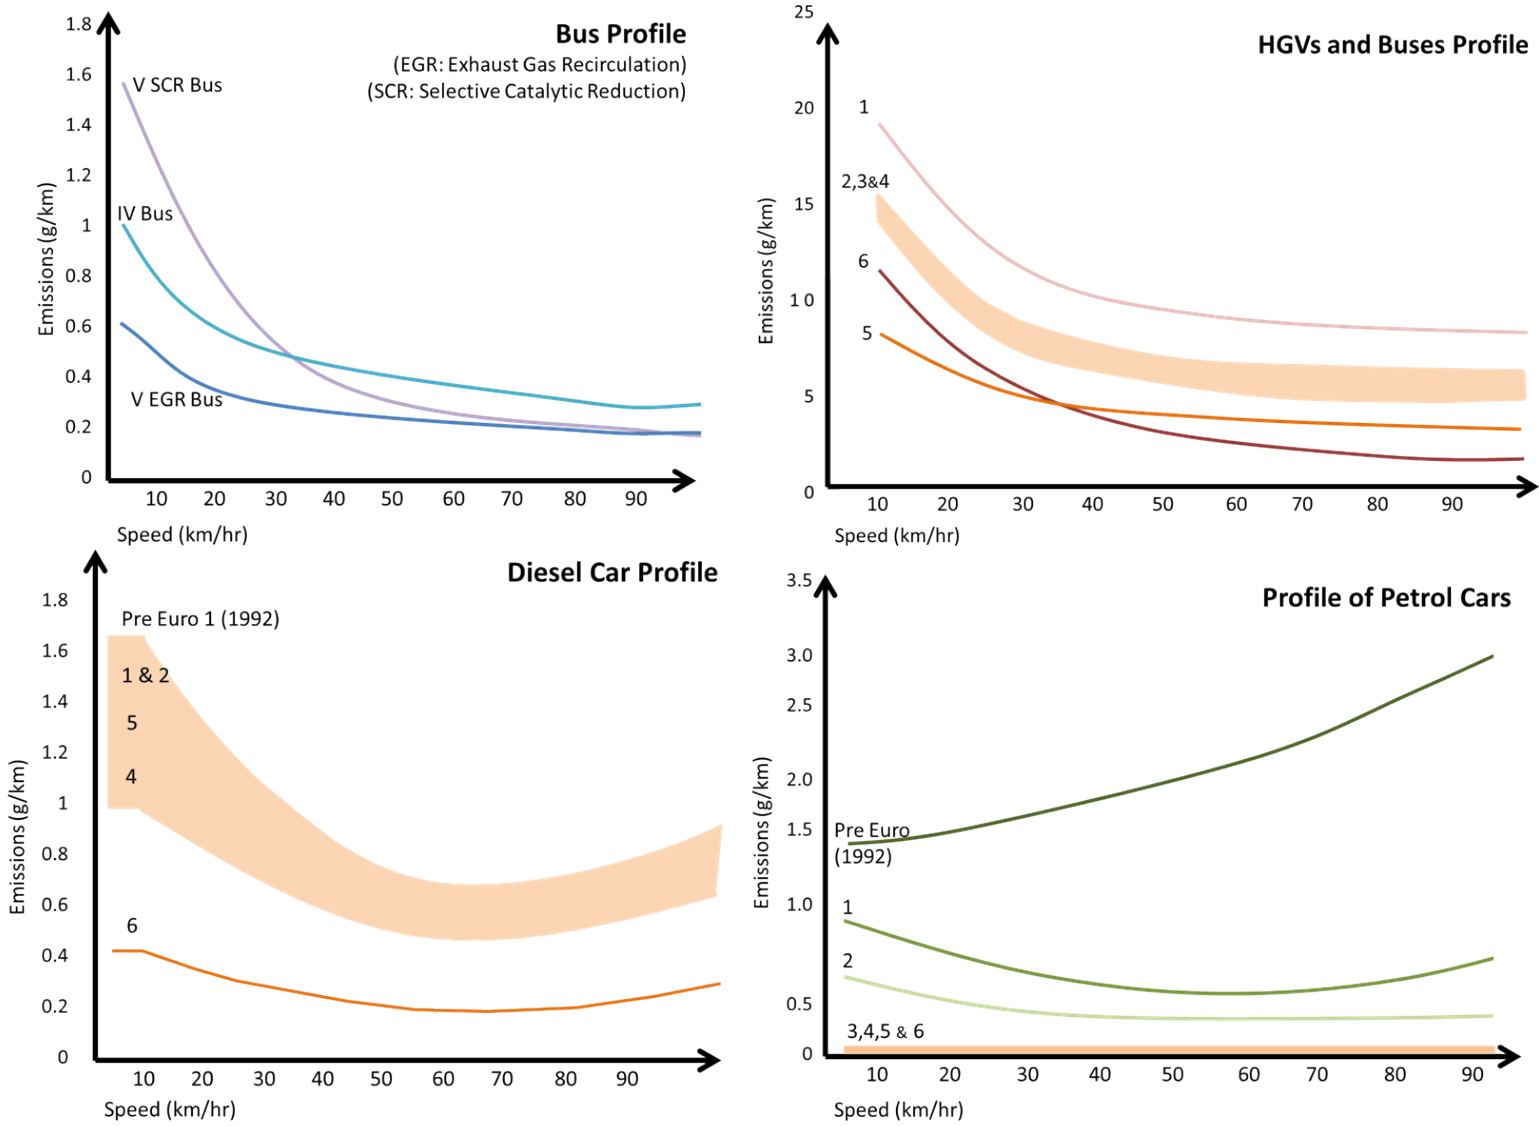 Bus Profile
(EGR: Exhaust Gas Recirculation)
(SCR: Selective Catalytic Reduction)
Emissions (g/km)
1.8
1.6
1.4
1.2
1
0.8
0.6
0.4
0.2
0
V SCR Bus
IV Bus
V EGR Bus
10 20 30 40 50 60 70 80 90
Speed (km/hr)
HGVs and Buses Profile
Emissions (g/km)
25
20
15
10
5
0
1
2,3&4
6
5
10 20 30 40 50 60 70 80 90
Speed (km/hr)
Diesel Car Profile
Emissions (g/km)
1.8
1.6
1.4
1.2
1
0.8
0.6
0.4
0.2
0
Pre Euro 1 (1992)
1 & 2
5
4
6
10 20 30 40 50 60 70 80 90
Speed (km/hr)
Profile of Petrol Cars
Emissions (g/km)
3.5
3.0
2.5
2.0
1.5
1.0
0.5
0
Pre Euro
(1992)
1
2
3,4,5 & 6
10 20 30 40 50 60 70 80 90
Speed (km/hr)